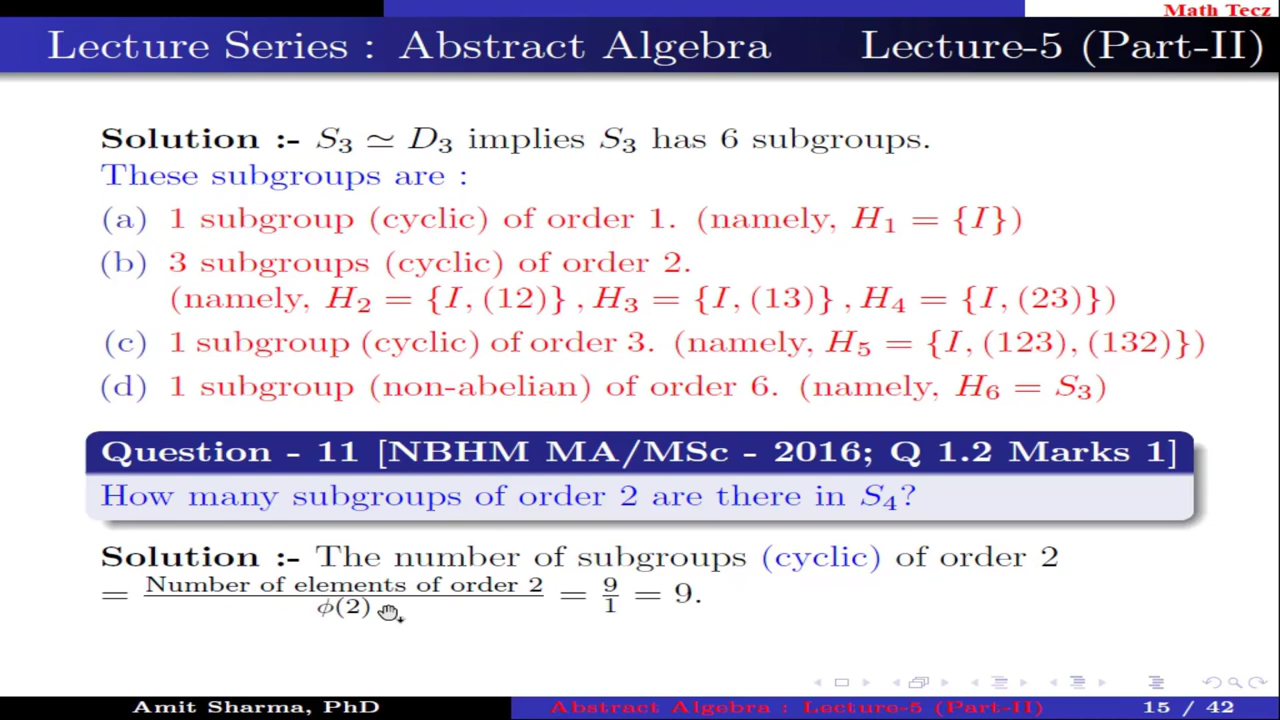 Math Tecz
Lecture Series : Abstract Algebra Lecture-5 (Part-II)
Solution :- S₃ ≃ D₃ implies S₃ has 6 subgroups.
These subgroups are :
(a) 1 subgroup (cyclic) of order 1. (namely, H₁ = {I})
(b) 3 subgroups (cyclic) of order 2.
(namely, H₂ = {I, (12)} , H₃ = {I, (13)} , H₄ = {I, (23)})
(c) 1 subgroup (cyclic) of order 3. (namely, H₅ = {I, (123), (132)})
(d) 1 subgroup (non-abelian) of order 6. (namely, H₆ = S₃)
Question - 11 [NBHM MA/MSc - 2016; Q 1.2 Marks 1]
How many subgroups of order 2 are there in S₄?
Solution :- The number of subgroups (cyclic) of order 2
= Number of elements of order 2 / ϕ(2) = 9/1 = 9.
Amit Sharma, PhD Abstract Algebra : Lecture-5 (Part-II) 15 / 42